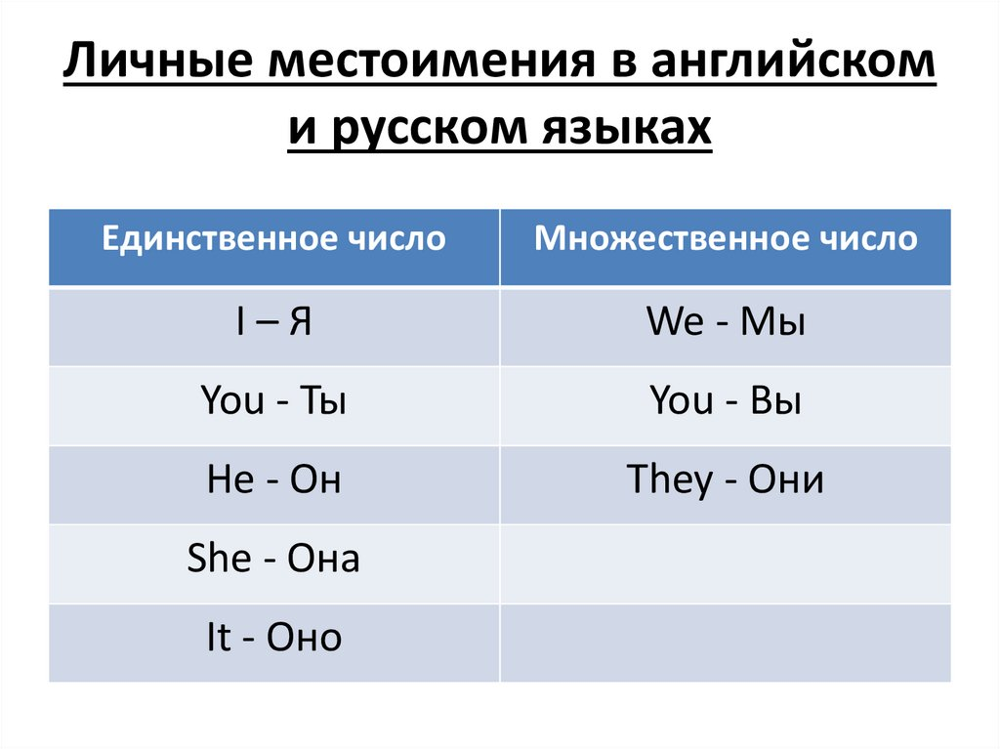 Личные местоимения в английском
и русском языках
Единственное число
Множественное число
I – Я
We - Мы
You - Ты
You - Вы
He - Он
They - Они
She - Она
It - Оно